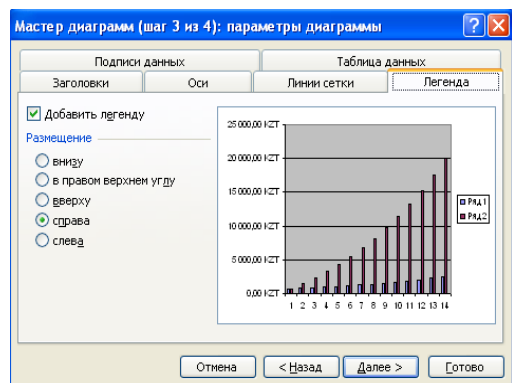 Мастер диаграмм (шаг 3 из 4): параметры диаграммы
Подписи данных Таблица данных
Заголовки Оси Линии сетки Легенда
Добавить легенду
Размещение
внизу
в правом верхнем углу
вверху
справа
слева
25 000,00 KZT
20 000,00 KZT
15 000,00 KZT
10 000,00 KZT
5 000,00 KZT
0,00 KZT
1 2 3 4 5 6 7 8 9 10 11 12 13 14
Ряд1
Ряд2
Отмена < Назад Далее > Готово